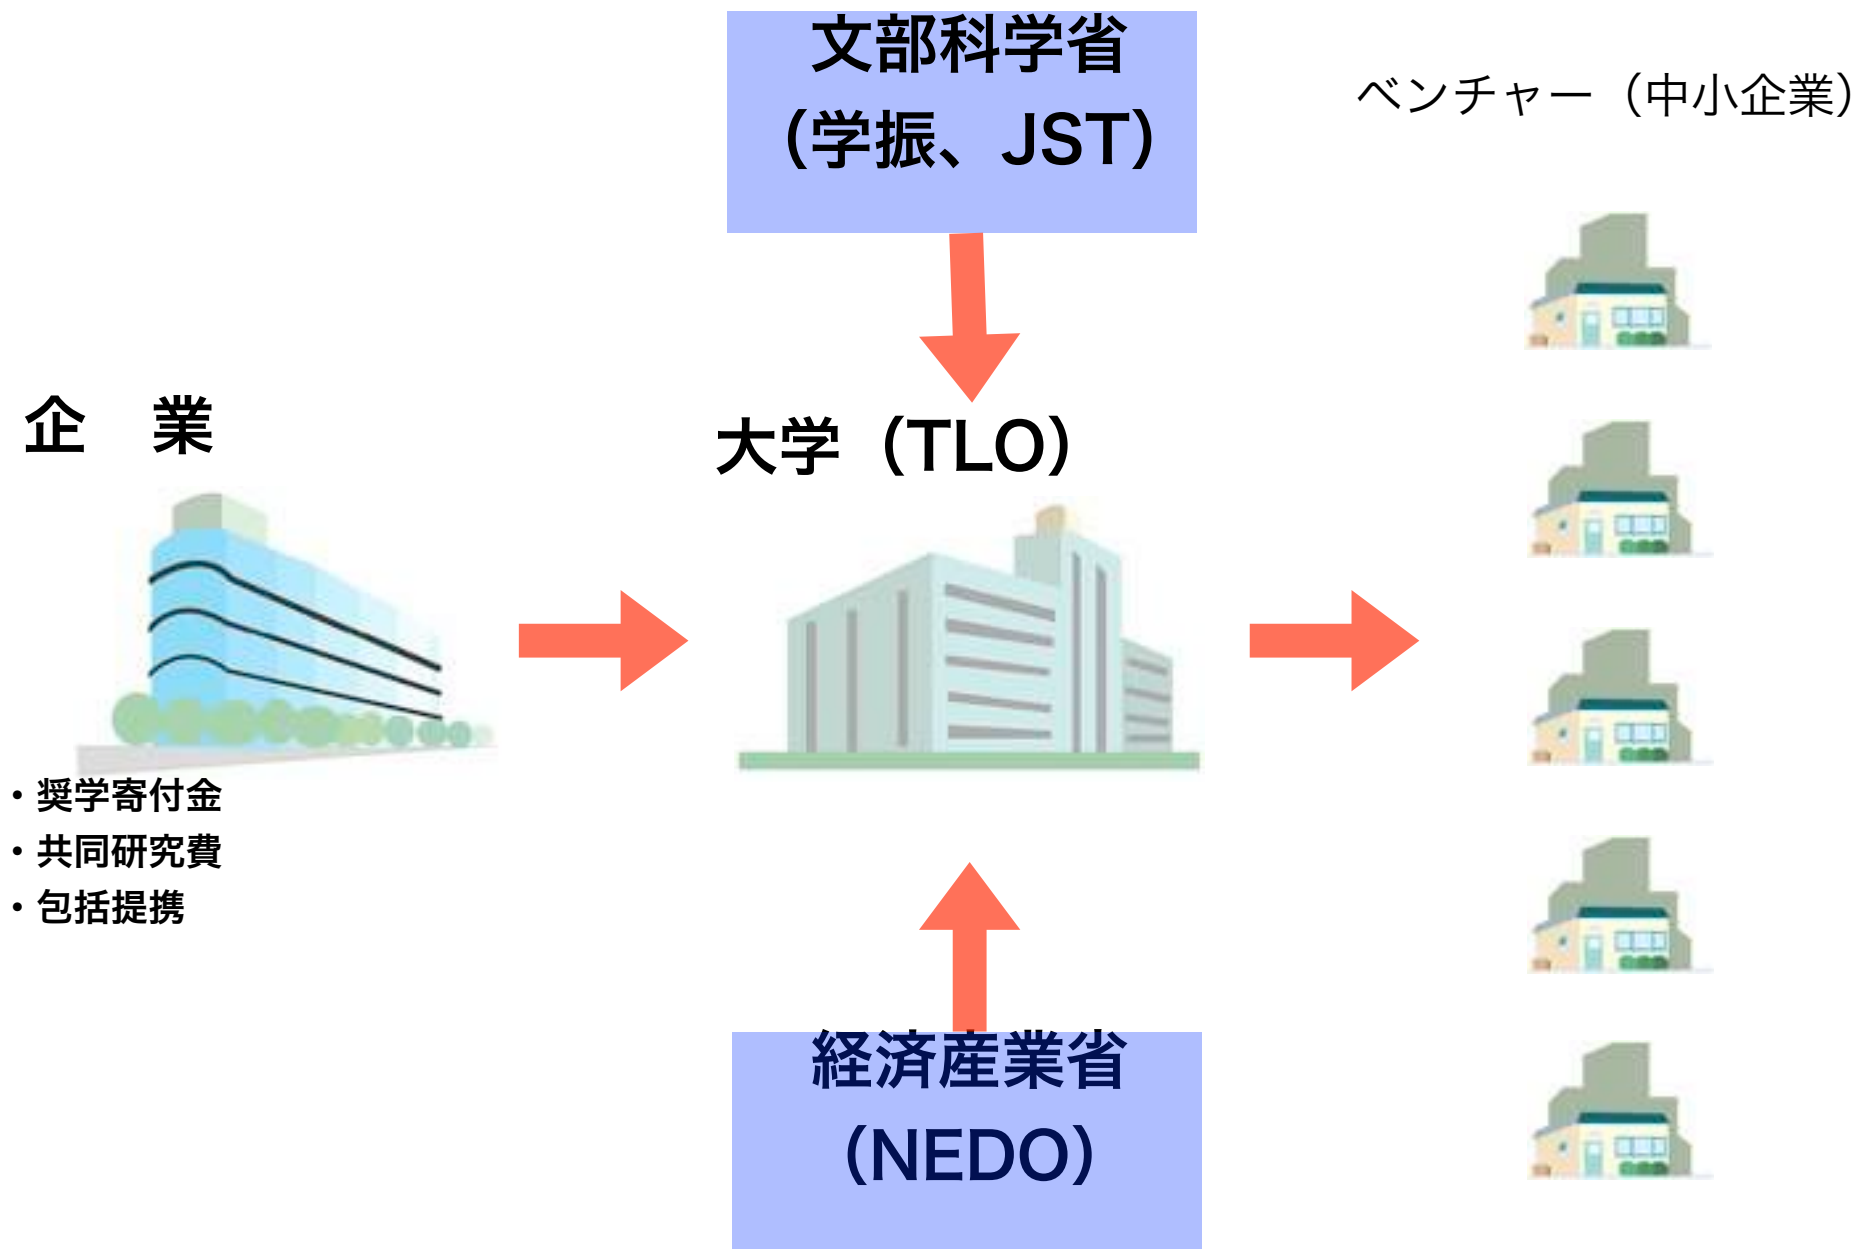 文部科学省
（学振、JST）
ベンチャー（中小企業）
企　業
大学（TLO）
・奨学寄付金
・共同研究費
・包括提携
経済産業省
（NEDO）